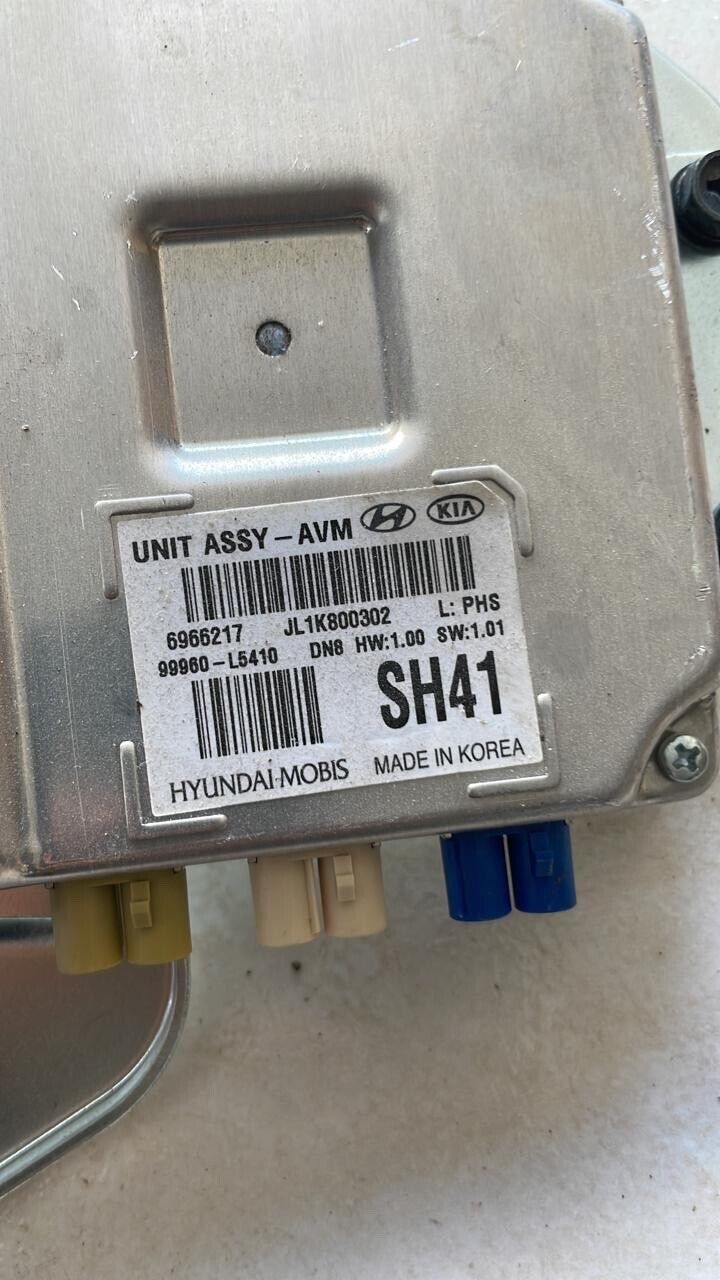 UNIT ASSY-AVM KIA
6966217 JL1K800302 L: PHS
99960-L5410 DN8 HW:1.00 SW:1.01
SH41
HYUNDAI MOBIS MADE IN KOREA